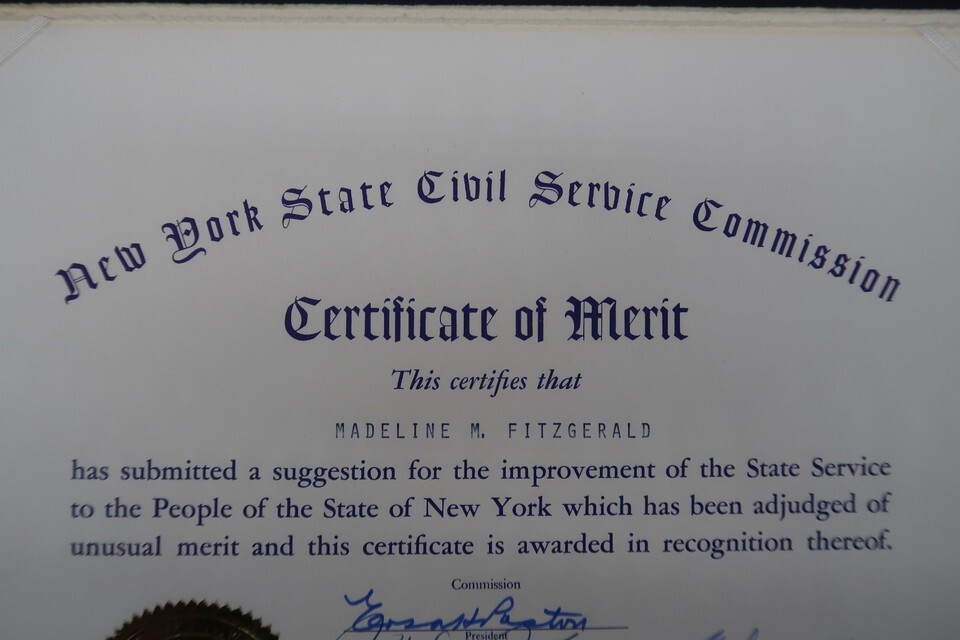 New York State Civil Service Commission
Certificate of Merit
This certifies that
MADELINE M. FITZGERALD
has submitted a suggestion for the improvement of the State Service
to the People of the State of New York which has been adjudged of
unusual merit and this certificate is awarded in recognition thereof.
Commission
President